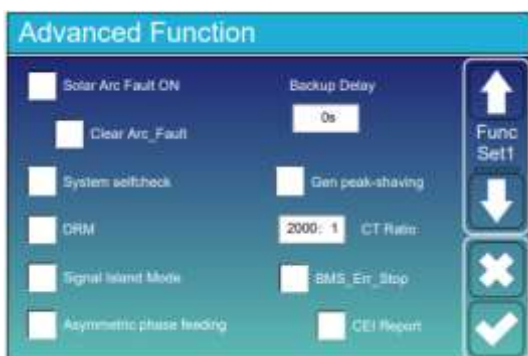 Advanced Function
Solar Arc Fault ON
Backup Delay
0s
Clear Arc_Fault
Func
Set1
System selfcheck
Gen peak-shaving
DRM
2000: 1 CT Ratio
Signal Island Mode
BMS_Err_Stop
Asymmetric phase feeding
CEI Report